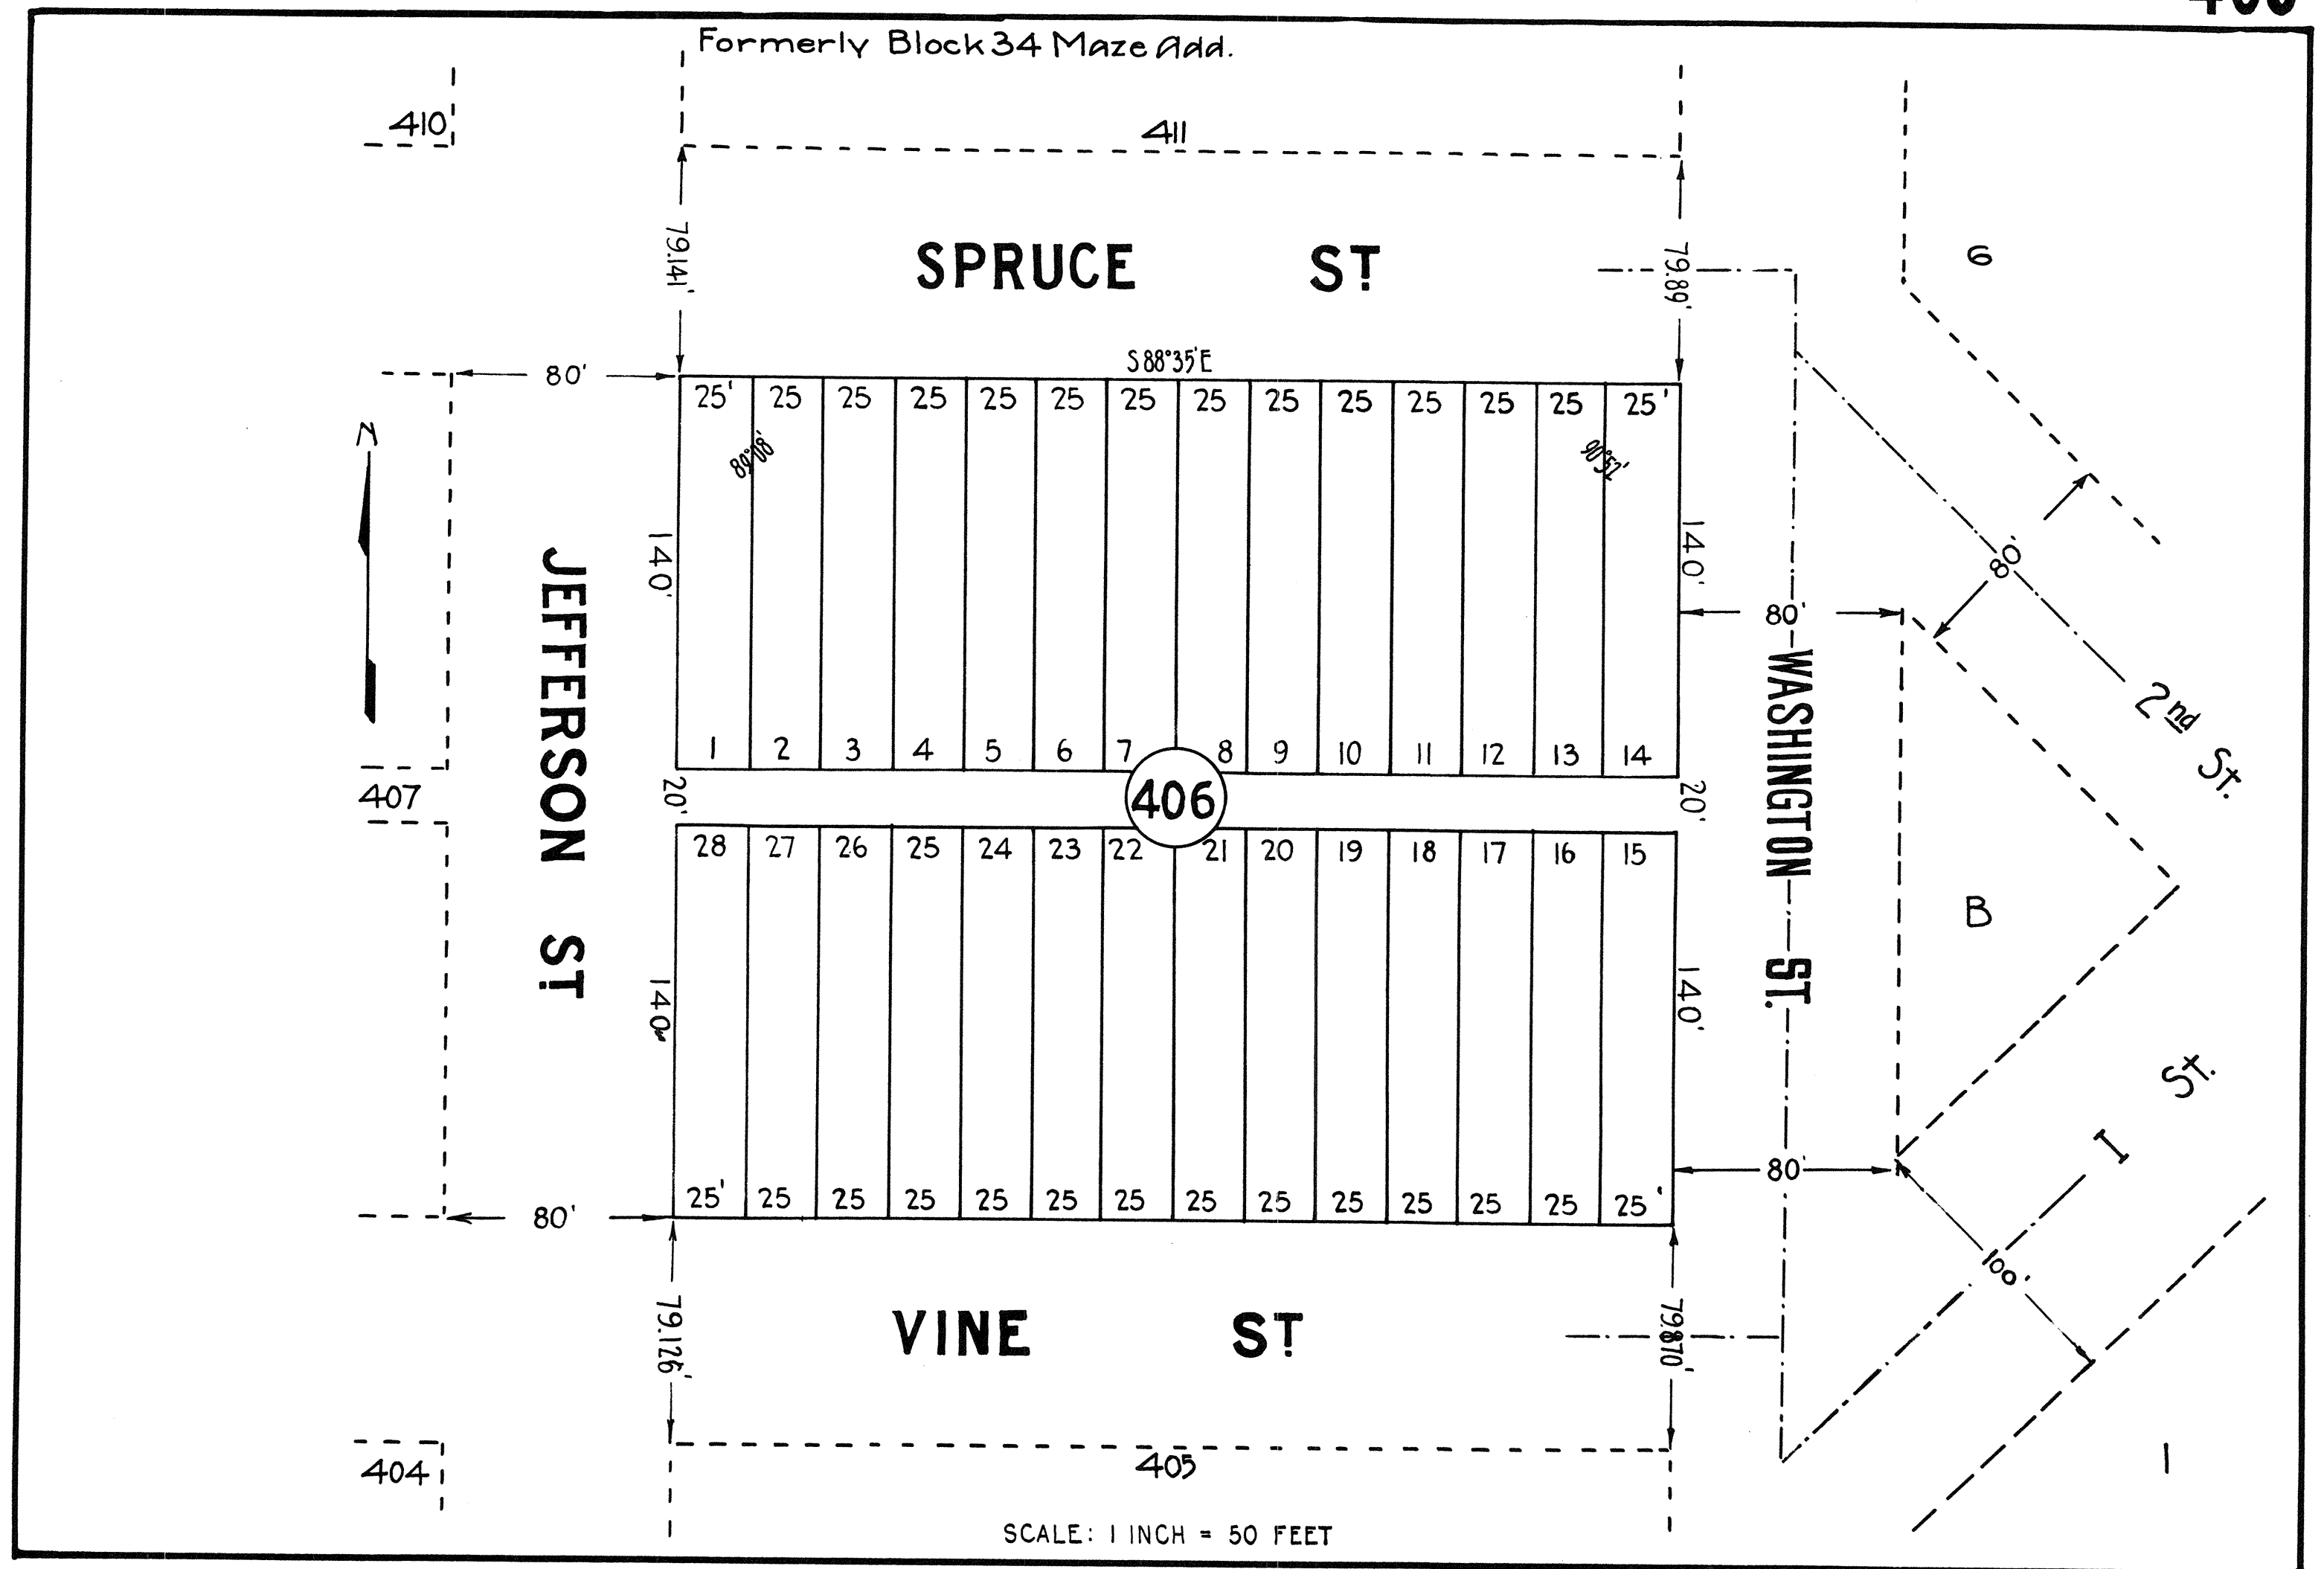 406
Formerly Block 34 Maze Add.
410
411
79.141'
SPRUCE ST.
79.89'
6
80'
S 88°35' E
25' 25 25 25 25 25 25 25 25 25 25 25 25 25'
N
89°08'
90°52'
140'
140'
80'
80'
JEFFERSON ST.
WASHINGTON ST.
2nd St.
1 2 3 4 5 6 7 8 9 10 11 12 13 14
407
20'
406
20'
28 27 26 25 24 23 22 21 20 19 18 17 16 15
B
140'
140'
I St.
80'
25' 25 25 25 25 25 25 25 25 25 25 25 25 25'
80'
100'
79.126'
VINE ST.
79.870'
404
405
1
SCALE: 1 INCH = 50 FEET